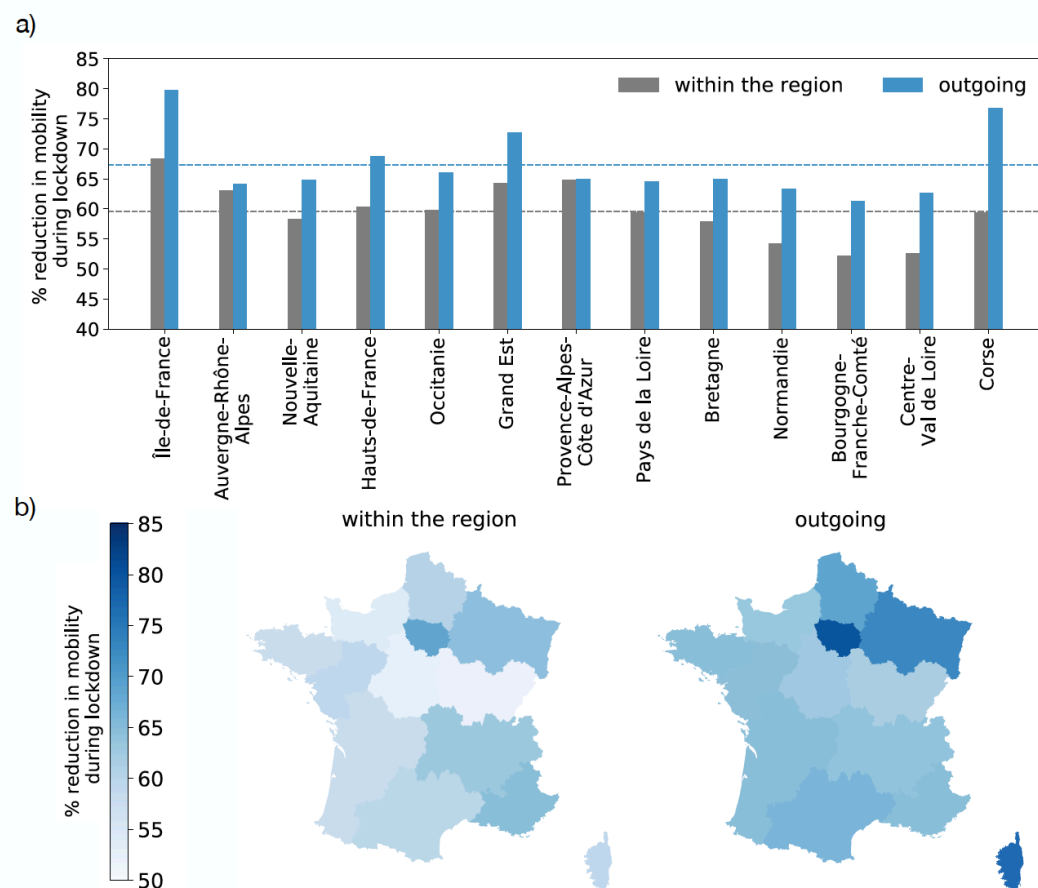 a)
% reduction in mobility
during lockdown
85
80
75
70
65
60
55
50
45
40
within the region
outgoing
Île-de-France
Auvergne-Rhône-
Alpes
Nouvelle-
Aquitaine
Hauts-de-France
Occitanie
Grand Est
Provence-Alpes-
Côte d'Azur
Pays de la Loire
Bretagne
Normandie
Bourgogne-
Franche-Comté
Centre-
Val de Loire
Corse
b)
% reduction in mobility
during lockdown
85
80
75
70
65
60
55
50
within the region
outgoing